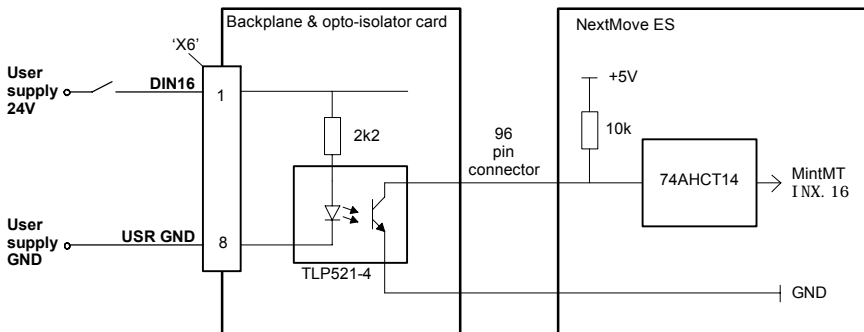 Backplane & opto-isolator card
NextMove ES
‘X6’
User
supply
24V
DIN16
1
+5V
2k2
10k
96
pin
connector
74AHCT14
MintMT
INX.16
User
supply
GND
USR GND
8
TLP521-4
GND